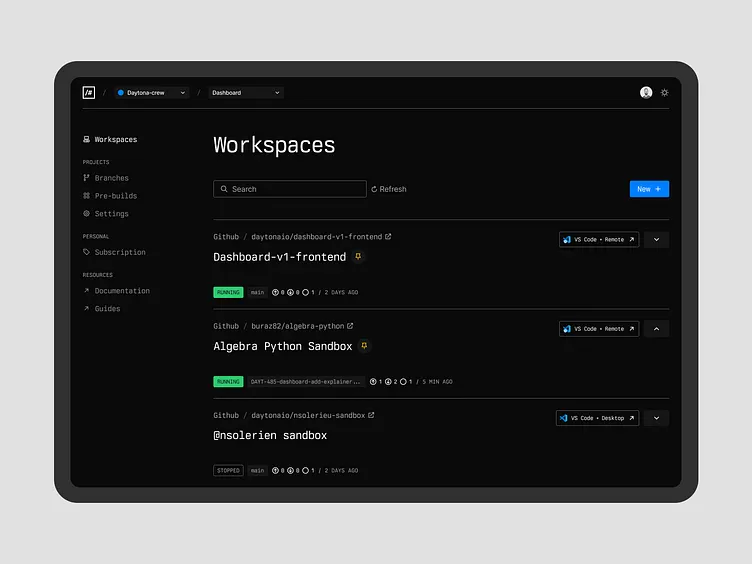 /#
/ Daytona-crew / Dashboard
Workspaces
PROJECTS
Branches
Pre-builds
Settings
PERSONAL
Subscription
RESOURCES
Documentation
Guides
Workspaces
Search
Refresh
New +
Github / daytonaio/dashboard-v1-frontend
VS Code • Remote
Dashboard-v1-frontend
RUNNING main 0 0 1 / 2 DAYS AGO
Github / buraz82/algebra-python
VS Code • Remote
Algebra Python Sandbox
RUNNING DAYT-485-dashboard-add-explainer... 1 2 1 / 5 MIN AGO
Github / daytonaio/nsolerieu-sandbox
VS Code • Desktop
@nsolerien sandbox
STOPPED main 0 0 1 / 2 DAYS AGO